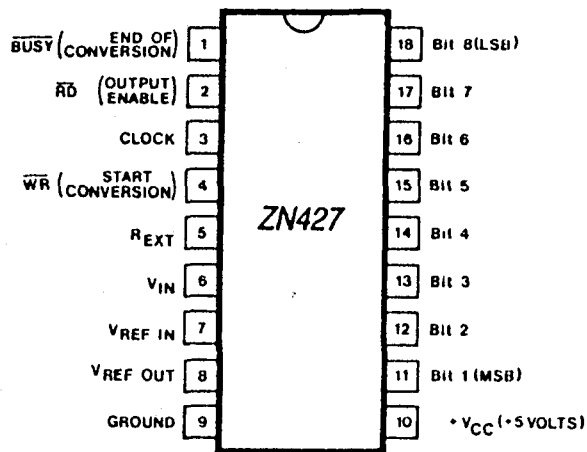 BUSY (END OF CONVERSION) 1
RD (OUTPUT ENABLE) 2
CLOCK 3
WR (START CONVERSION) 4
REXT 5
VIN 6
VREF IN 7
VREF OUT 8
GROUND 9
ZN427
18 Bit 8(LSB)
17 Bit 7
16 Bit 6
15 Bit 5
14 Bit 4
13 Bit 3
12 Bit 2
11 Bit 1(MSB)
10 +VCC(+5VOLTS)